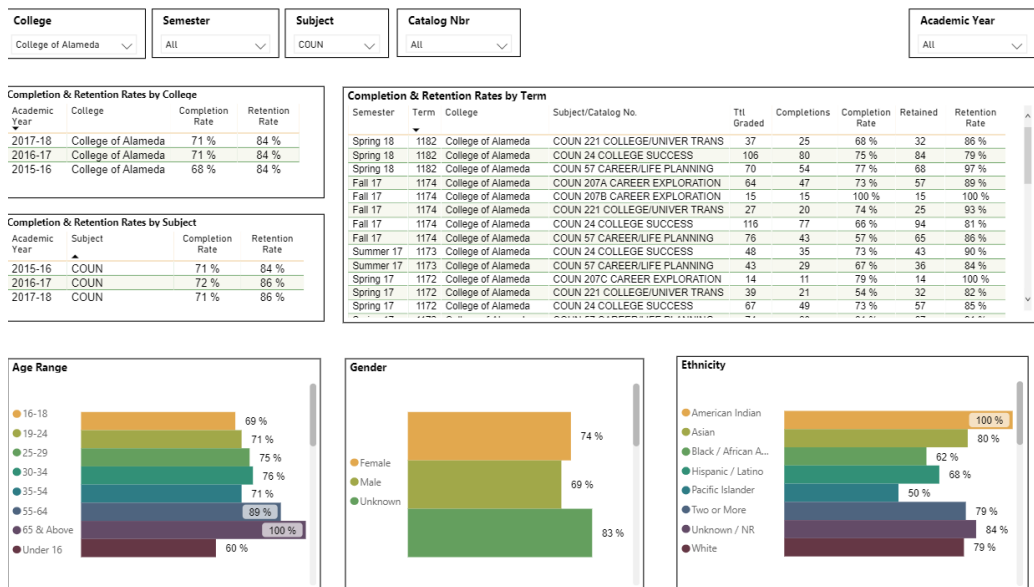 College
College of Alameda
Semester
All
Subject
COUN
Catalog Nbr
All
Academic Year
All
Completion & Retention Rates by College
Academic Year College Completion Rate Retention Rate
2017-18 College of Alameda 71 % 84 %
2016-17 College of Alameda 71 % 84 %
2015-16 College of Alameda 68 % 84 %
Completion & Retention Rates by Subject
Academic Year Subject Completion Rate Retention Rate
2015-16 COUN 71 % 84 %
2016-17 COUN 72 % 86 %
2017-18 COUN 71 % 86 %
Completion & Retention Rates by Term
Semester Term College Subject/Catalog No. Ttl Graded Completions Completion Rate Retained Retention Rate
Spring 18 1182 College of Alameda COUN 221 COLLEGE/UNIVER TRANS 37 25 68 % 32 86 %
Spring 18 1182 College of Alameda COUN 24 COLLEGE SUCCESS 106 80 75 % 84 79 %
Spring 18 1182 College of Alameda COUN 57 CAREER/LIFE PLANNING 70 54 77 % 68 97 %
Fall 17 1174 College of Alameda COUN 207A CAREER EXPLORATION 64 47 73 % 57 89 %
Fall 17 1174 College of Alameda COUN 207B CAREER EXPLORATION 15 15 100 % 15 100 %
Fall 17 1174 College of Alameda COUN 221 COLLEGE/UNIVER TRANS 27 20 74 % 25 93 %
Fall 17 1174 College of Alameda COUN 24 COLLEGE SUCCESS 116 77 66 % 94 81 %
Fall 17 1174 College of Alameda COUN 57 CAREER/LIFE PLANNING 76 43 57 % 65 86 %
Summer 17 1173 College of Alameda COUN 24 COLLEGE SUCCESS 48 35 73 % 43 90 %
Summer 17 1173 College of Alameda COUN 57 CAREER/LIFE PLANNING 43 29 67 % 36 84 %
Spring 17 1172 College of Alameda COUN 207C CAREER EXPLORATION 14 11 79 % 14 100 %
Spring 17 1172 College of Alameda COUN 221 COLLEGE/UNIVER TRANS 39 21 54 % 32 82 %
Spring 17 1172 College of Alameda COUN 24 COLLEGE SUCCESS 67 49 73 % 57 85 %
Age Range
16-18 69 %
19-24 71 %
25-29 75 %
30-34 76 %
35-54 71 %
55-64 89 %
65 & Above 100 %
Under 16 60 %
Gender
Female 74 %
Male 69 %
Unknown 83 %
Ethnicity
American Indian 100 %
Asian 80 %
Black / African A... 62 %
Hispanic / Latino 68 %
Pacific Islander 50 %
Two or More 79 %
Unknown / NR 84 %
White 79 %